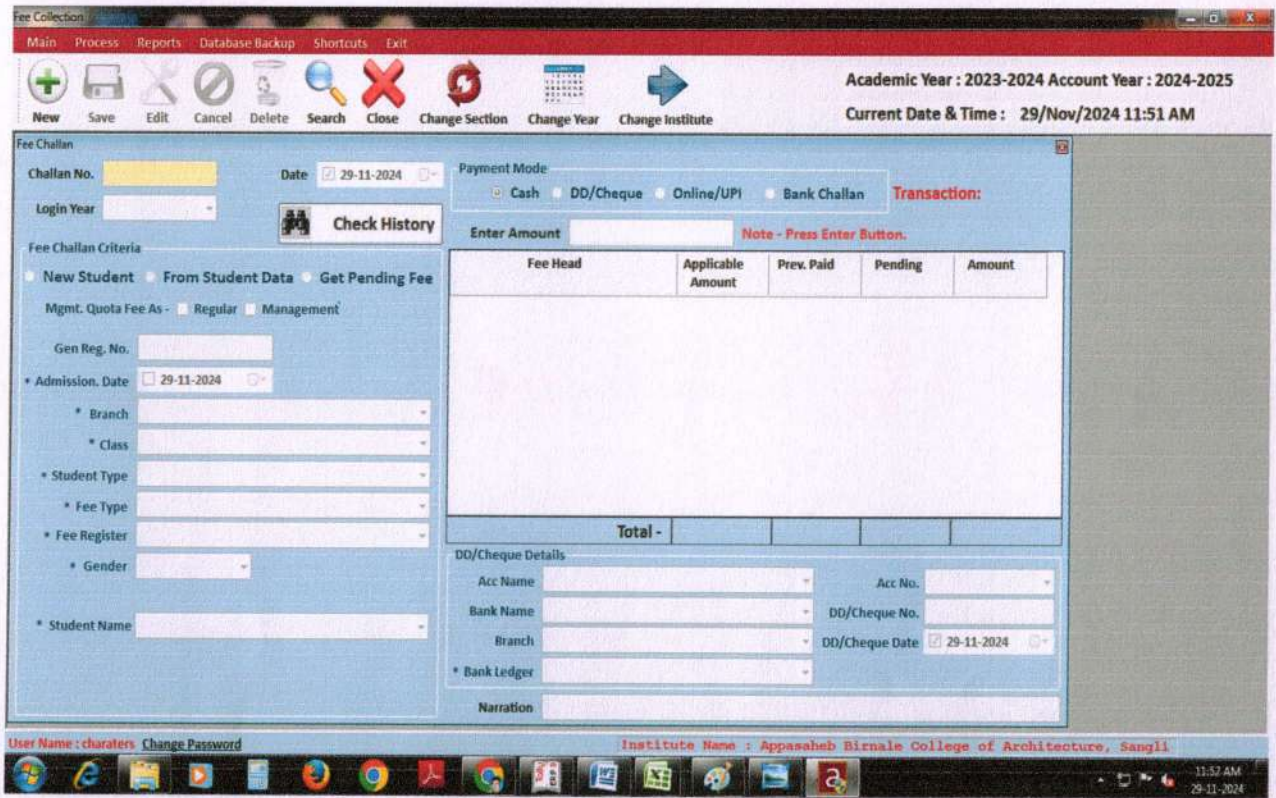 Fee Collection
Main Process Reports Database Backup Shortcuts Exit
New Save Edit Cancel Delete Search Close Change Section Change Year Change Institute
Academic Year : 2023-2024 Account Year : 2024-2025
Current Date & Time : 29/Nov/2024 11:51 AM
Fee Challan
Challan No.
Date 29-11-2024
Login Year
Check History
Fee Challan Criteria
New Student From Student Data Get Pending Fee
Mgmt. Quota Fee As - Regular Management
Gen Reg. No.
* Admission. Date 29-11-2024
* Branch
* Class
* Student Type
* Fee Type
* Fee Register
* Gender
* Student Name
Payment Mode
Cash DD/Cheque Online/UPI Bank Challan
Transaction:
Enter Amount
Note - Press Enter Button.
Fee Head Applicable Amount Prev. Paid Pending Amount
Total -
DD/Cheque Details
Acc Name
Acc No.
Bank Name
DD/Cheque No.
Branch
DD/Cheque Date 29-11-2024
* Bank Ledger
Narration
User Name : charaters Change Password
Institute Name : Appasaheb Birnale College of Architecture, Sangli
11:52 AM
29-11-2024